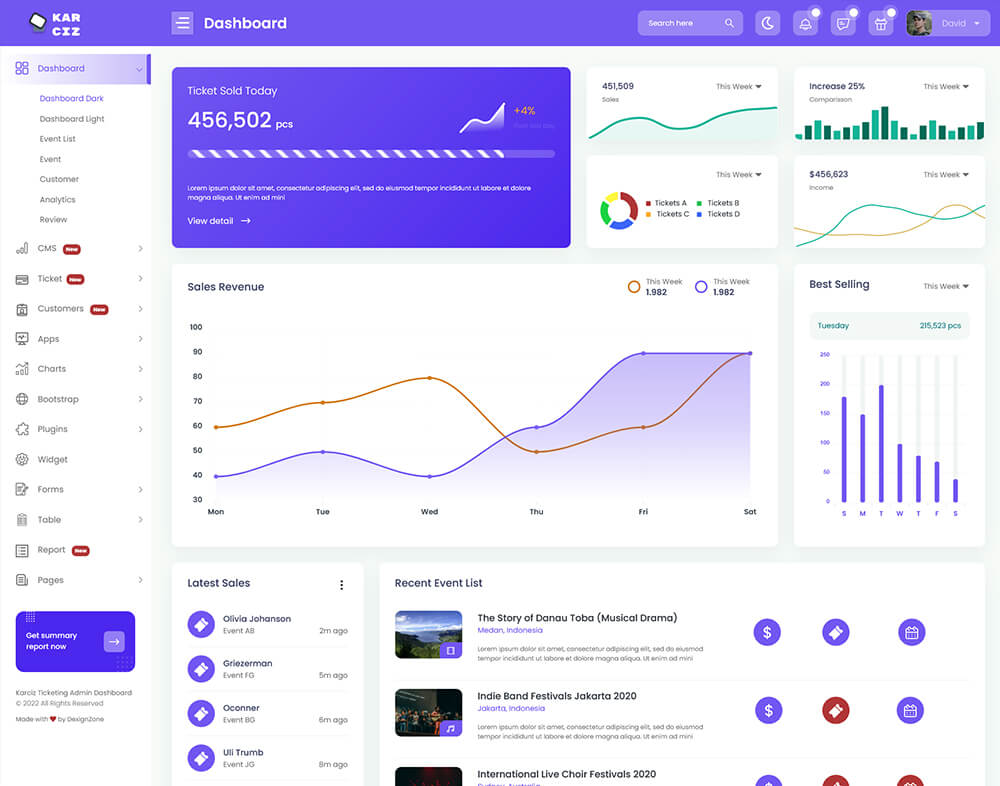 KAR
CIZ
Dashboard
Search here
David
Dashboard
Dashboard Dark
Dashboard Light
Event List
Event
Customer
Analytics
Review
CMS New
Ticket New
Customers New
Apps
Charts
Bootstrap
Plugins
Widget
Forms
Table
Report New
Pages
Get summary
report now
Karciz Ticketing Admin Dashboard
© 2022 All Rights Reserved
Made with ❤ by DexignZone
Ticket Sold Today
456,502 pcs
+4%
Lorem ipsum dolor sit amet, consectetur adipiscing elit, sed do eiusmod tempor incididunt ut labore et dolore
magna aliqua. Ut enim ad mini
View detail
451,509
This Week
Sales
Increase 25%
This Week
Comparisson
This Week
Tickets A
Tickets B
Tickets C
Tickets D
$456,623
This Week
Income
Sales Revenue
This Week
1.982
This Week
1.982
100
90
80
70
60
50
40
30
Mon Tue Wed Thu Fri Sat
Best Selling
This Week
Tuesday 215,523 pcs
250
200
150
100
50
0
S M T W T F S
Latest Sales
Olivia Johanson
Event AB 2m ago
Griezerman
Event FG 5m ago
Oconner
Event BG 6m ago
Uli Trumb
Event JG 8m ago
Recent Event List
The Story of Danau Toba (Musical Drama)
Medan, Indonesia
Lorem ipsum dolor sit amet, consectetur adipiscing elit, sed do eiusmod
tempor incididunt ut labore et dolore magna aliqua. Ut enim ad mini
$
Indie Band Festivals Jakarta 2020
Jakarta, Indonesia
Lorem ipsum dolor sit amet, consectetur adipiscing elit, sed do eiusmod
tempor incididunt ut labore et dolore magna aliqua. Ut enim ad mini
$
International Live Choir Festivals 2020
Sydney, Australia